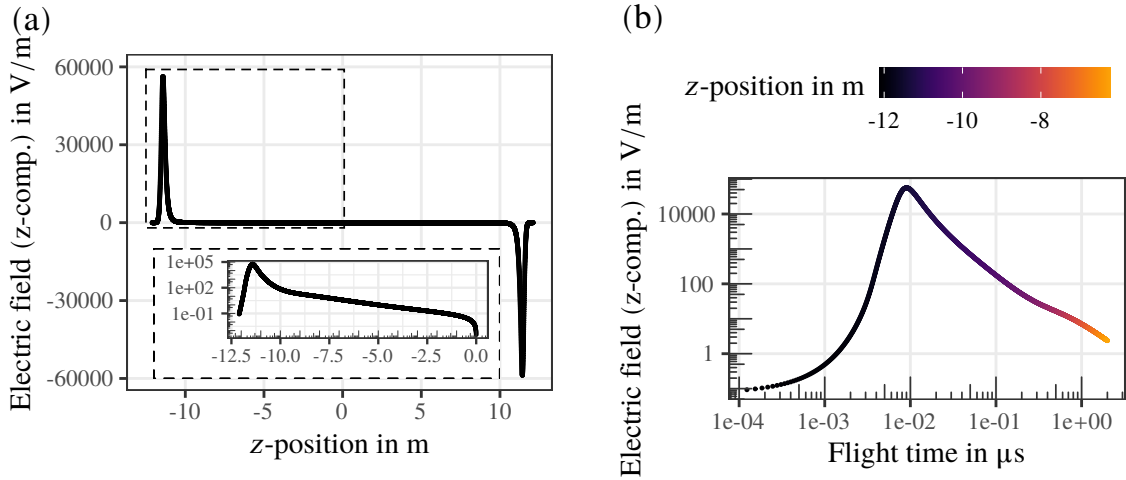 (a)
Electric field (z-comp.) in V/m
60000
30000
0
-30000
-60000
1e+05
1e+02
1e-01
-12.5 -10.0 -7.5 -5.0 -2.5 0.0
-10 -5 0 5 10
z-position in m
(b)
z-position in m
-12 -10 -8
Electric field (z-comp.) in V/m
10000
100
1
1e-04 1e-03 1e-02 1e-01 1e+00
Flight time in μs